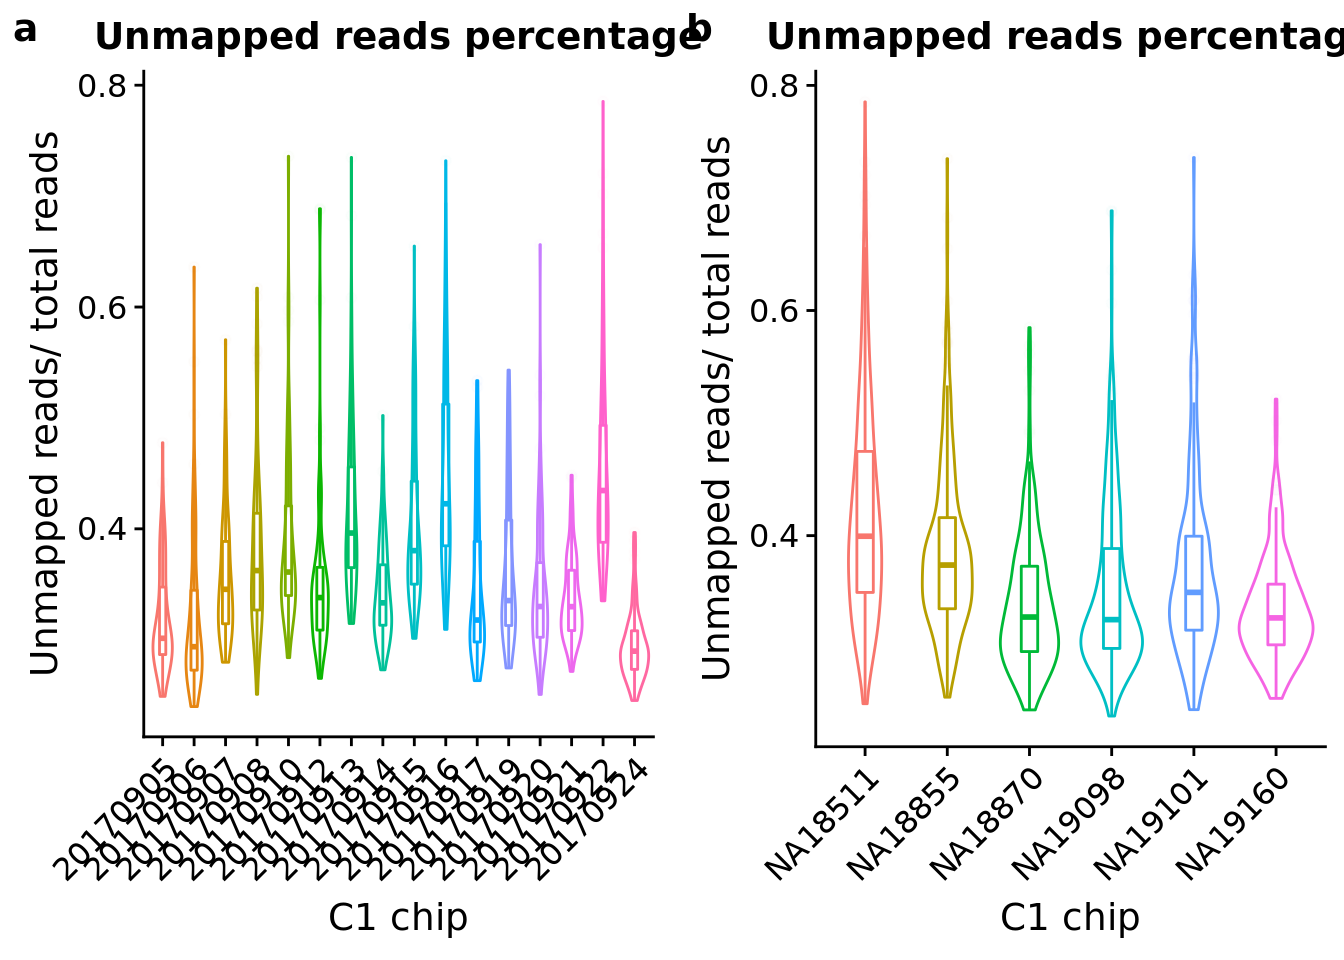 a
Unmapped reads percentage
Unmapped reads/ total reads
0.8
0.6
0.4
20170905
20170906
20170907
20170908
20170910
20170912
20170913
20170914
20170915
20170916
20170917
20170919
20170920
20170921
20170922
20170924
C1 chip
b
Unmapped reads percentag
Unmapped reads/ total reads
0.8
0.6
0.4
NA18511
NA18855
NA18870
NA19098
NA19101
NA19160
C1 chip